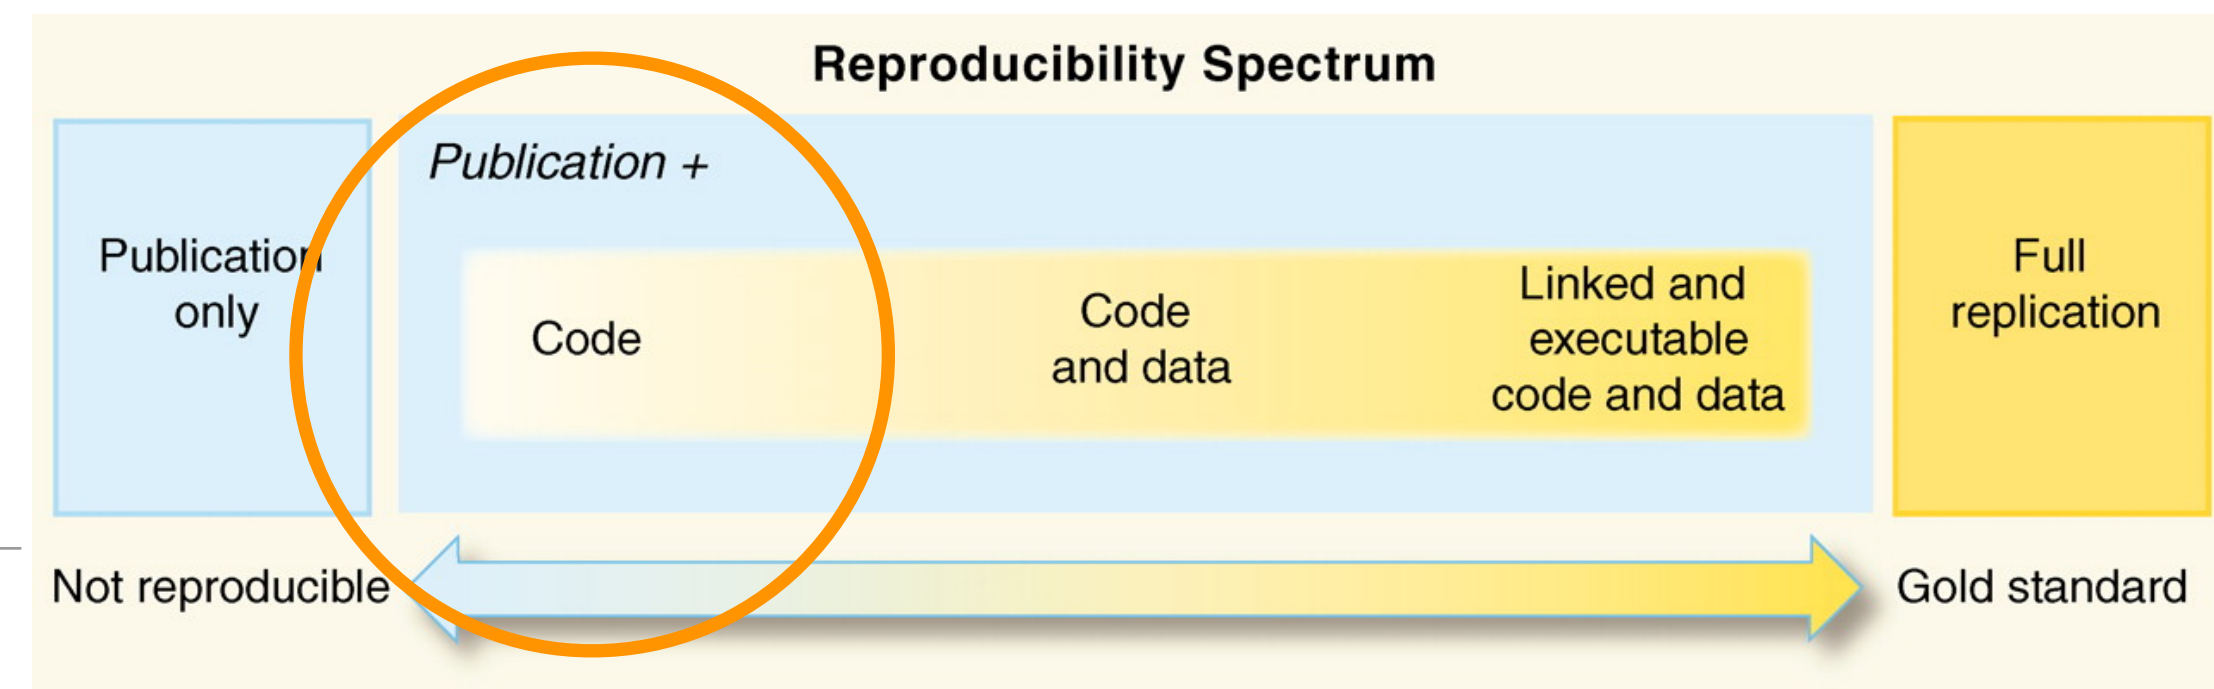 Reproducibility Spectrum
Publication
only
Publication +
Code
Code
and data
Linked and
executable
code and data
Full
replication
Not reproducible
Gold standard